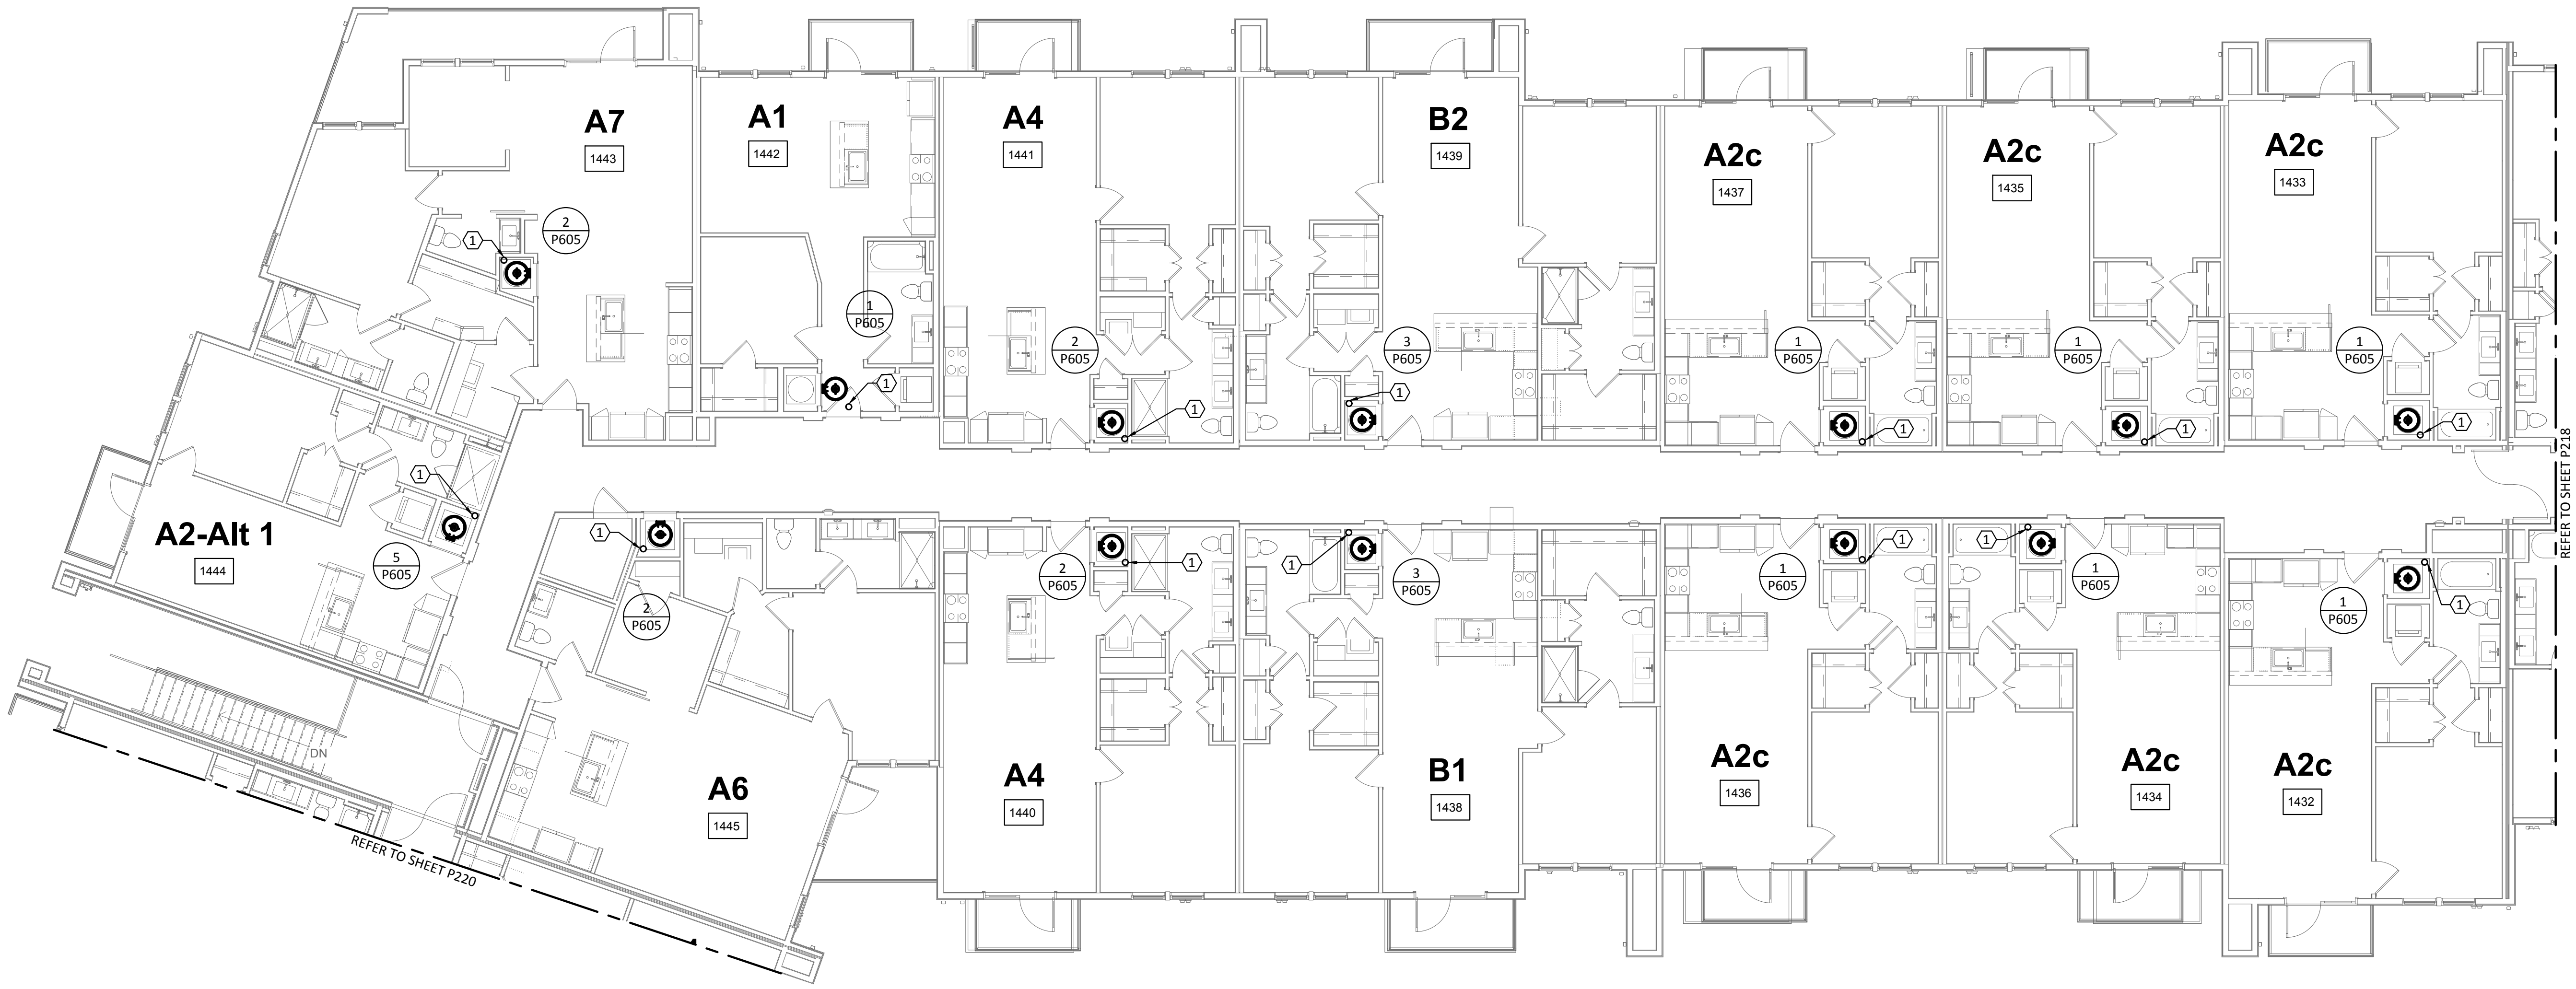 A7
1443
2
P605
1
A1
1442
1
P605
1
A4
1441
2
P605
1
B2
1439
3
P605
1
A2c
1437
1
P605
1
A2c
1435
1
P605
1
A2c
1433
1
P605
1
REFER TO SHEET P218
A2-Alt 1
1444
5
P605
1
DN
REFER TO SHEET P220
1
2
P605
A6
1445
2
P605
1
A4
1440
1
3
P605
B1
1438
1
P605
1
A2c
1436
1
1
P605
A2c
1434
1
P605
1
A2c
1432